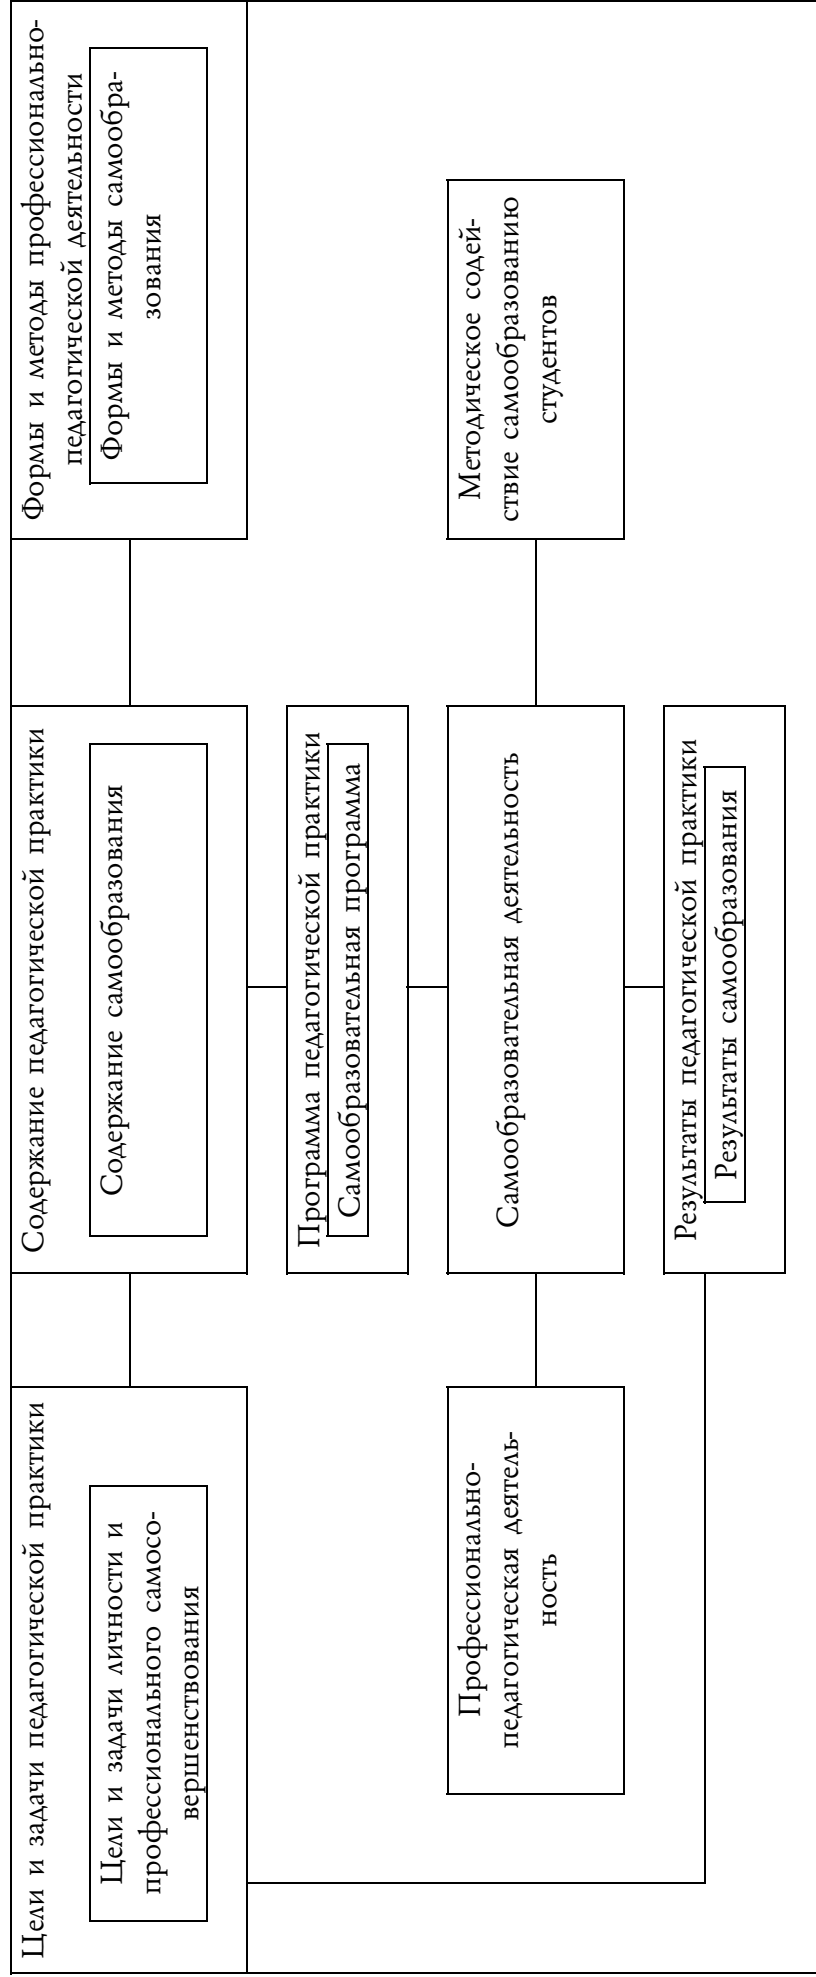 Цели и задачи педагогической практики
Цели и задачи личности и
профессионального самосо-
вершенствования
Содержание педагогической практики
Содержание самообразования
Формы и методы профессионально-
педагогической деятельности
Формы и методы самообра-
зования
Программа педагогической практики
Самообразовательная программа
Профессионально-
педагогическая деятель-
ность
Самообразовательная деятельность
Методическое содей-
ствие самообразованию
студентов
Результаты педагогической практики
Результаты самообразования